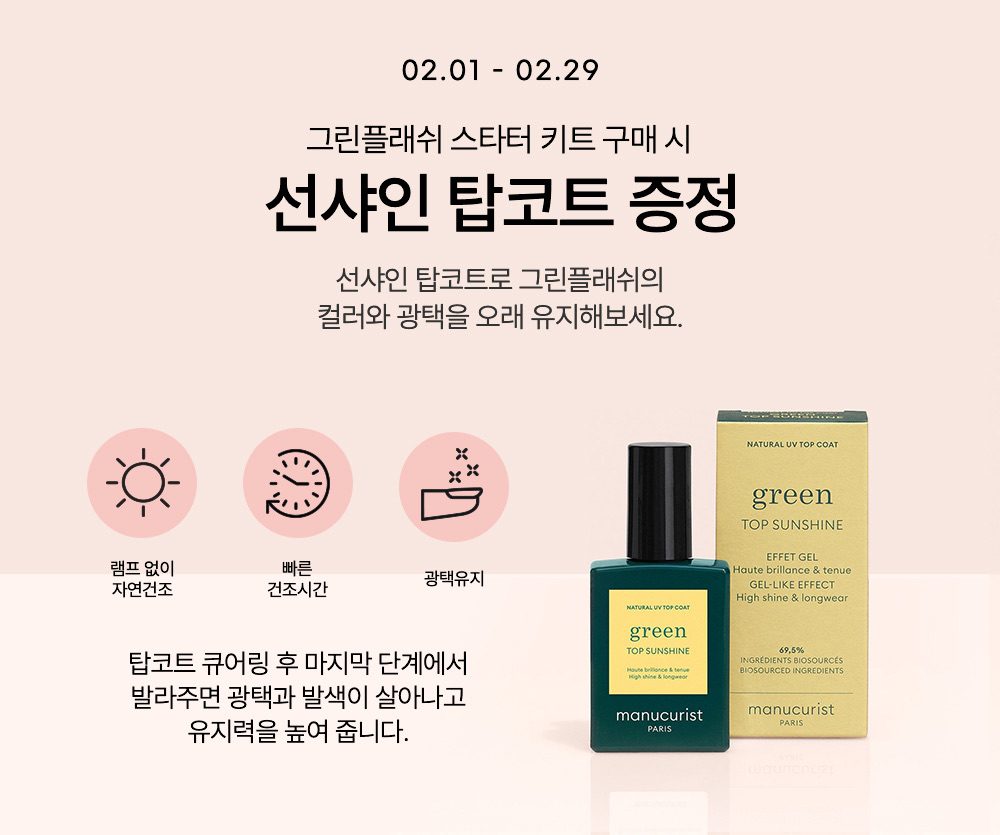 02.01 - 02.29
그린플래쉬 스타터 키트 구매 시
선샤인 탑코트 증정
선샤인 탑코트로 그린플래쉬의
컬러와 광택을 오래 유지해보세요.
램프 없이
자연건조
빠른
건조시간
광택유지
탑코트 큐어링 후 마지막 단계에서
발라주면 광택과 발색이 살아나고
유지력을 높여 줍니다.
NATURAL UV TOP COAT
green
TOP SUNSHINE
Haute brillance & tenue
High shine & longwear
manucurist
PARIS
TOP SUNSHINE
NATURAL UV TOP COAT
green
TOP SUNSHINE
EFFET GEL
Haute brillance & tenue
GEL-LIKE EFFECT
High shine & longwear
69,5%
INGRÉDIENTS BIOSOURCÉS
BIOSOURCED INGREDIENTS
manucurist
PARIS